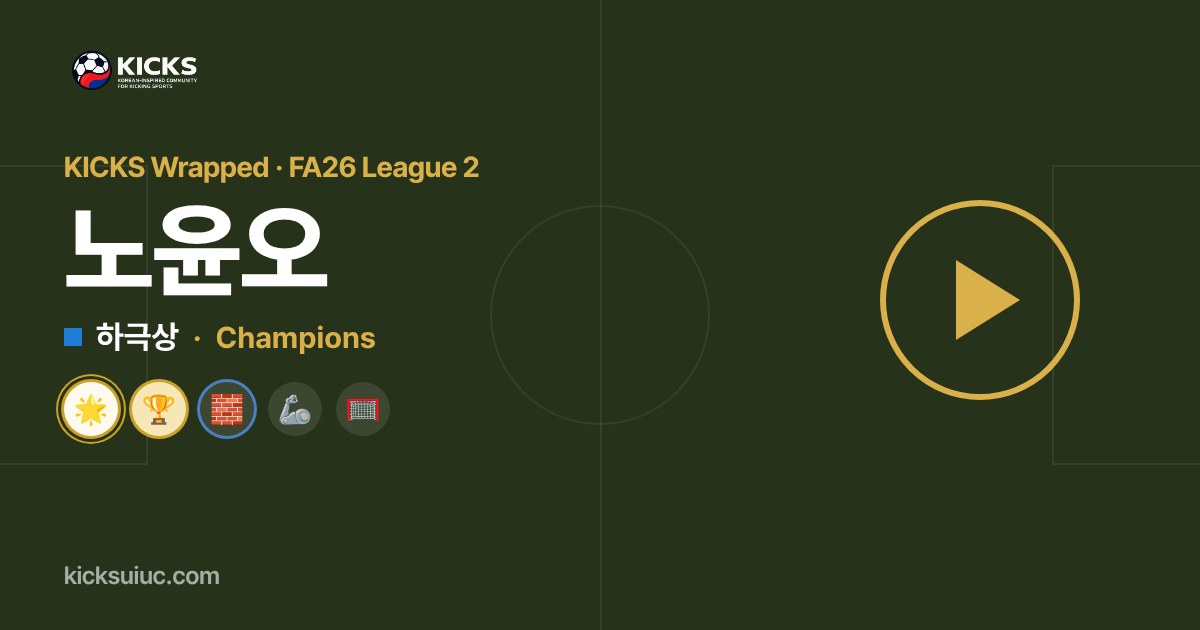 KICKS
KOREAN-INSPIRED COMMUNITY
FOR KICKING SPORTS
KICKS Wrapped · FA26 League 2
노윤오
하극상 · Champions
kicksuiuc.com